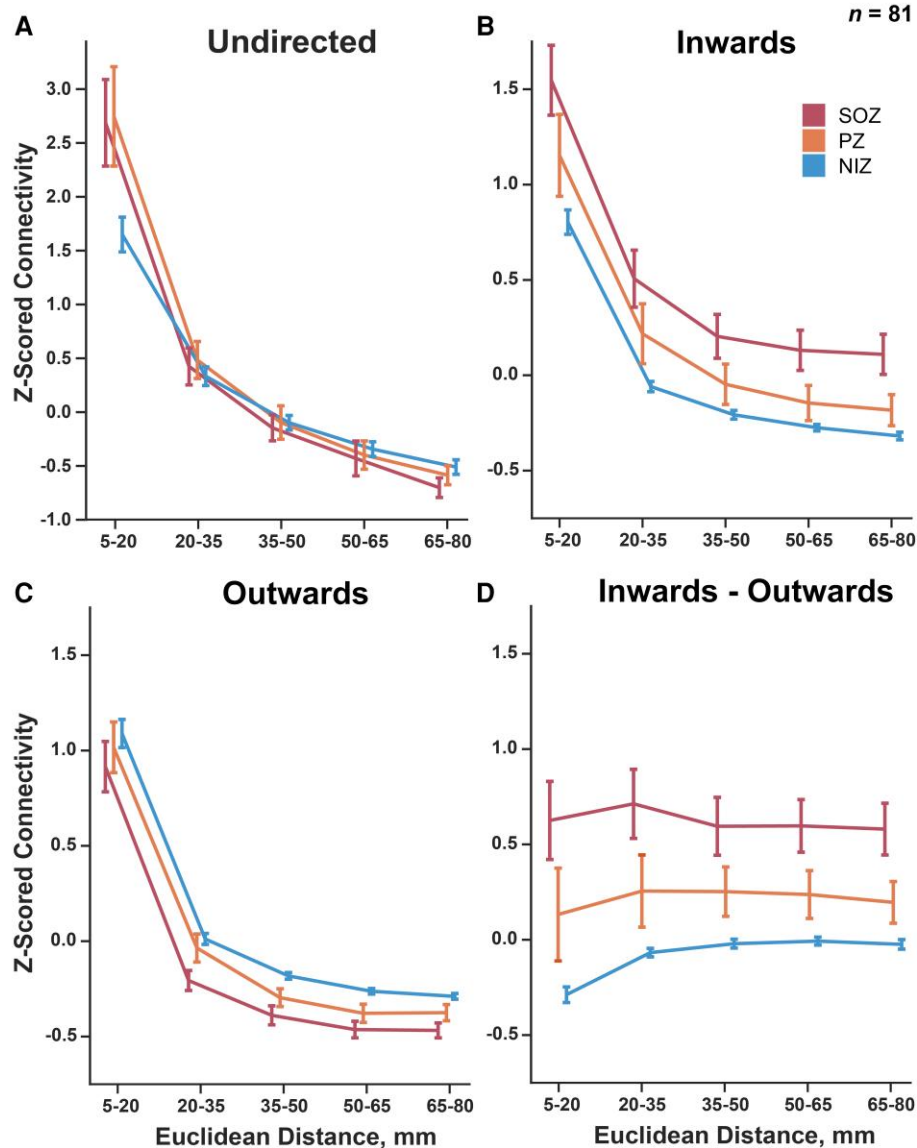 n = 81
A Undirected
Z-Scored Connectivity
3.0
2.5
2.0
1.5
1.0
0.5
0.0
-0.5
-1.0
5-20 20-35 35-50 50-65 65-80
B Inwards
SOZ
PZ
NIZ
1.5
1.0
0.5
0.0
-0.5
5-20 20-35 35-50 50-65 65-80
C Outwards
Z-Scored Connectivity
1.5
1.0
0.5
0.0
-0.5
5-20 20-35 35-50 50-65 65-80
Euclidean Distance, mm
D Inwards - Outwards
1.5
1.0
0.5
0.0
-0.5
5-20 20-35 35-50 50-65 65-80
Euclidean Distance, mm